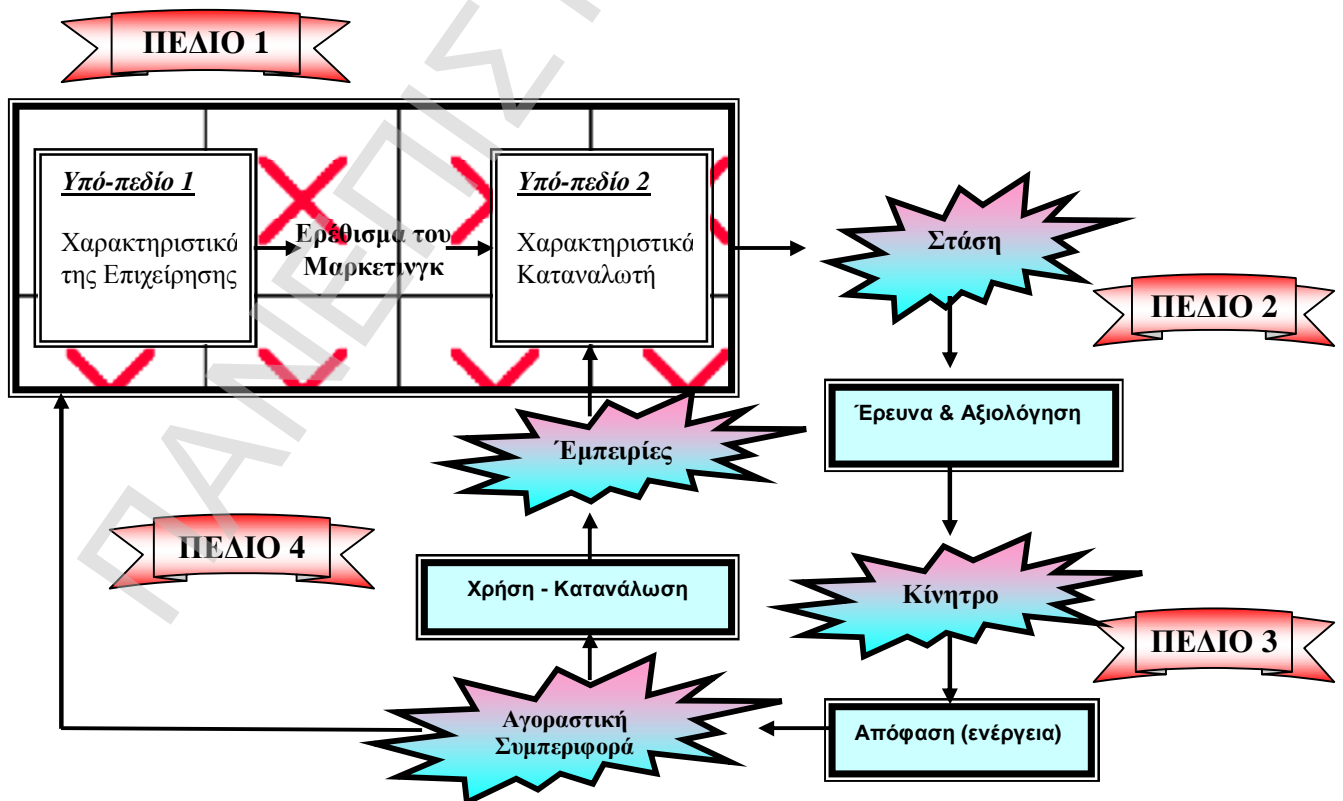 ΠΕΔΙΟ 1
Υπό-πεδίο 1
Χαρακτηριστικά
της Επιχείρησης
Ερέθισμα του
Μαρκετινγκ
Υπό-πεδίο 2
Χαρακτηριστικά
Καταναλωτή
Στάση
ΠΕΔΙΟ 2
Έρευνα & Αξιολόγηση
Έμπειρίες
ΠΕΔΙΟ 4
Χρήση - Κατανάλωση
Κίνητρο
ΠΕΔΙΟ 3
Αγοραστική
Συμπεριφορά
Απόφαση (ενέργεια)
ΠΑΝΕΠΙΣ